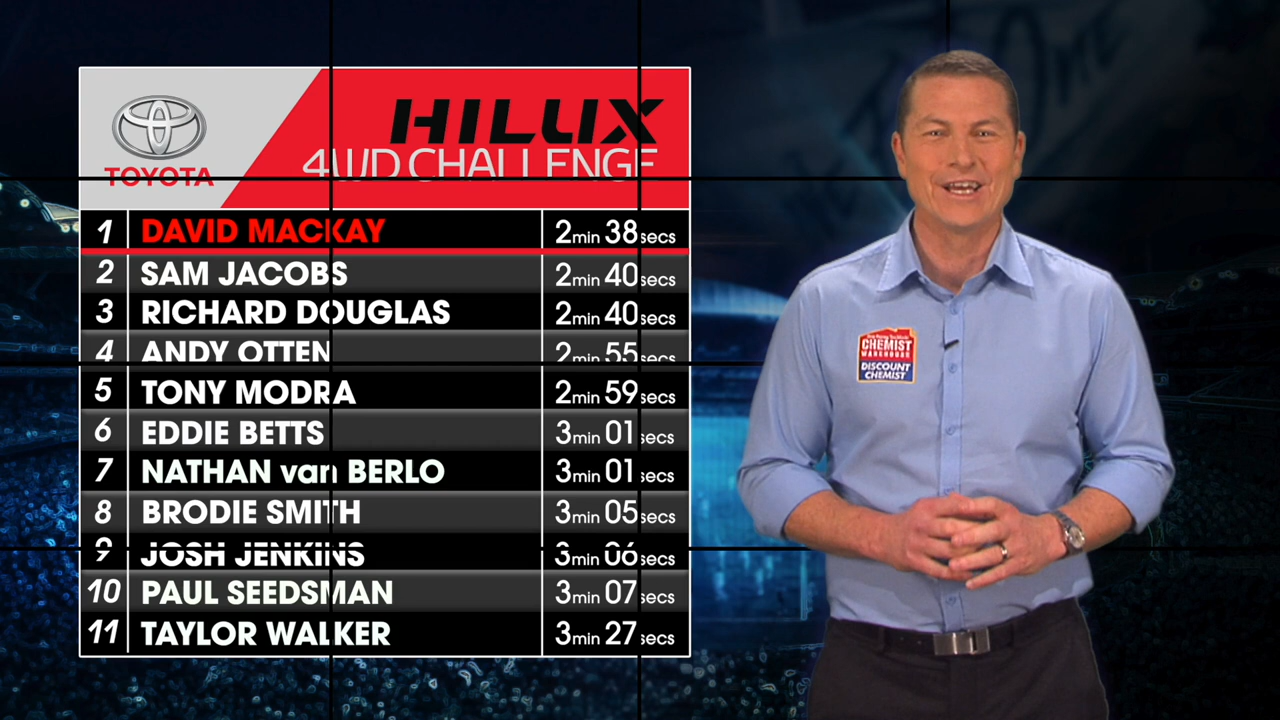 TOYOTA
HILUX
4WD CHALLENGE
1 DAVID MACKAY 2min 38secs
2 SAM JACOBS 2min 40secs
3 RICHARD DOUGLAS 2min 40secs
4 ANDY OTTEN 2min 55secs
5 TONY MODRA 2min 59secs
6 EDDIE BETTS 3min 01secs
7 NATHAN van BERLO 3min 01secs
8 BRODIE SMITH 3min 05secs
9 JOSH JENKINS 3min 06secs
10 PAUL SEEDSMAN 3min 07secs
11 TAYLOR WALKER 3min 27secs
CHEMIST
WAREHOUSE
DISCOUNT
CHEMIST